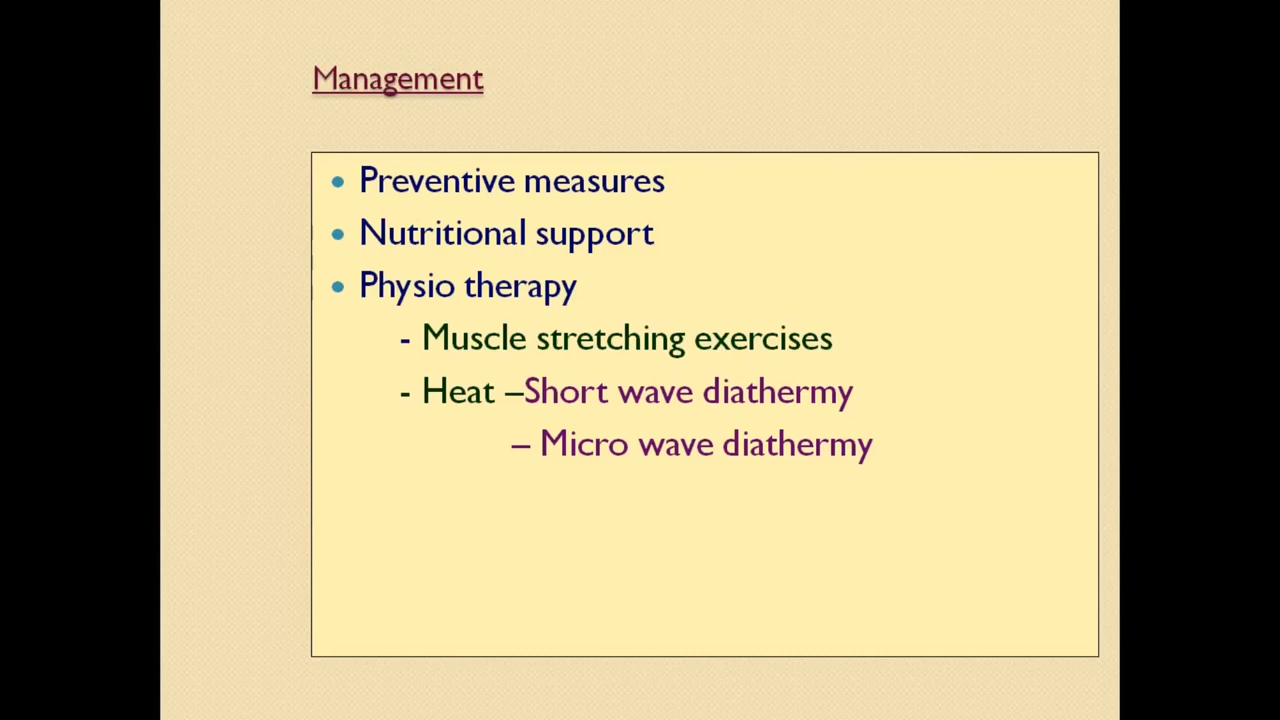 Management
• Preventive measures
• Nutritional support
• Physio therapy
- Muscle stretching exercises
- Heat –Short wave diathermy
– Micro wave diathermy